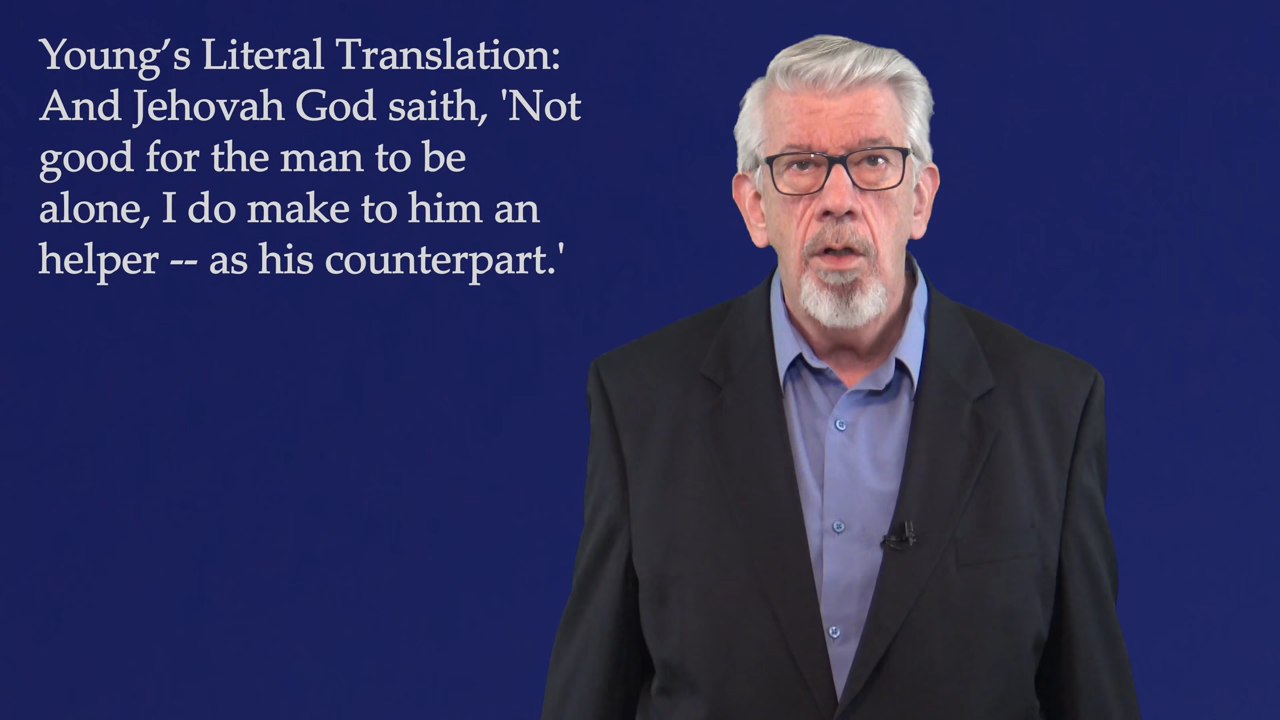 Young’s Literal Translation:
And Jehovah God saith, 'Not
good for the man to be
alone, I do make to him an
helper -- as his counterpart.'